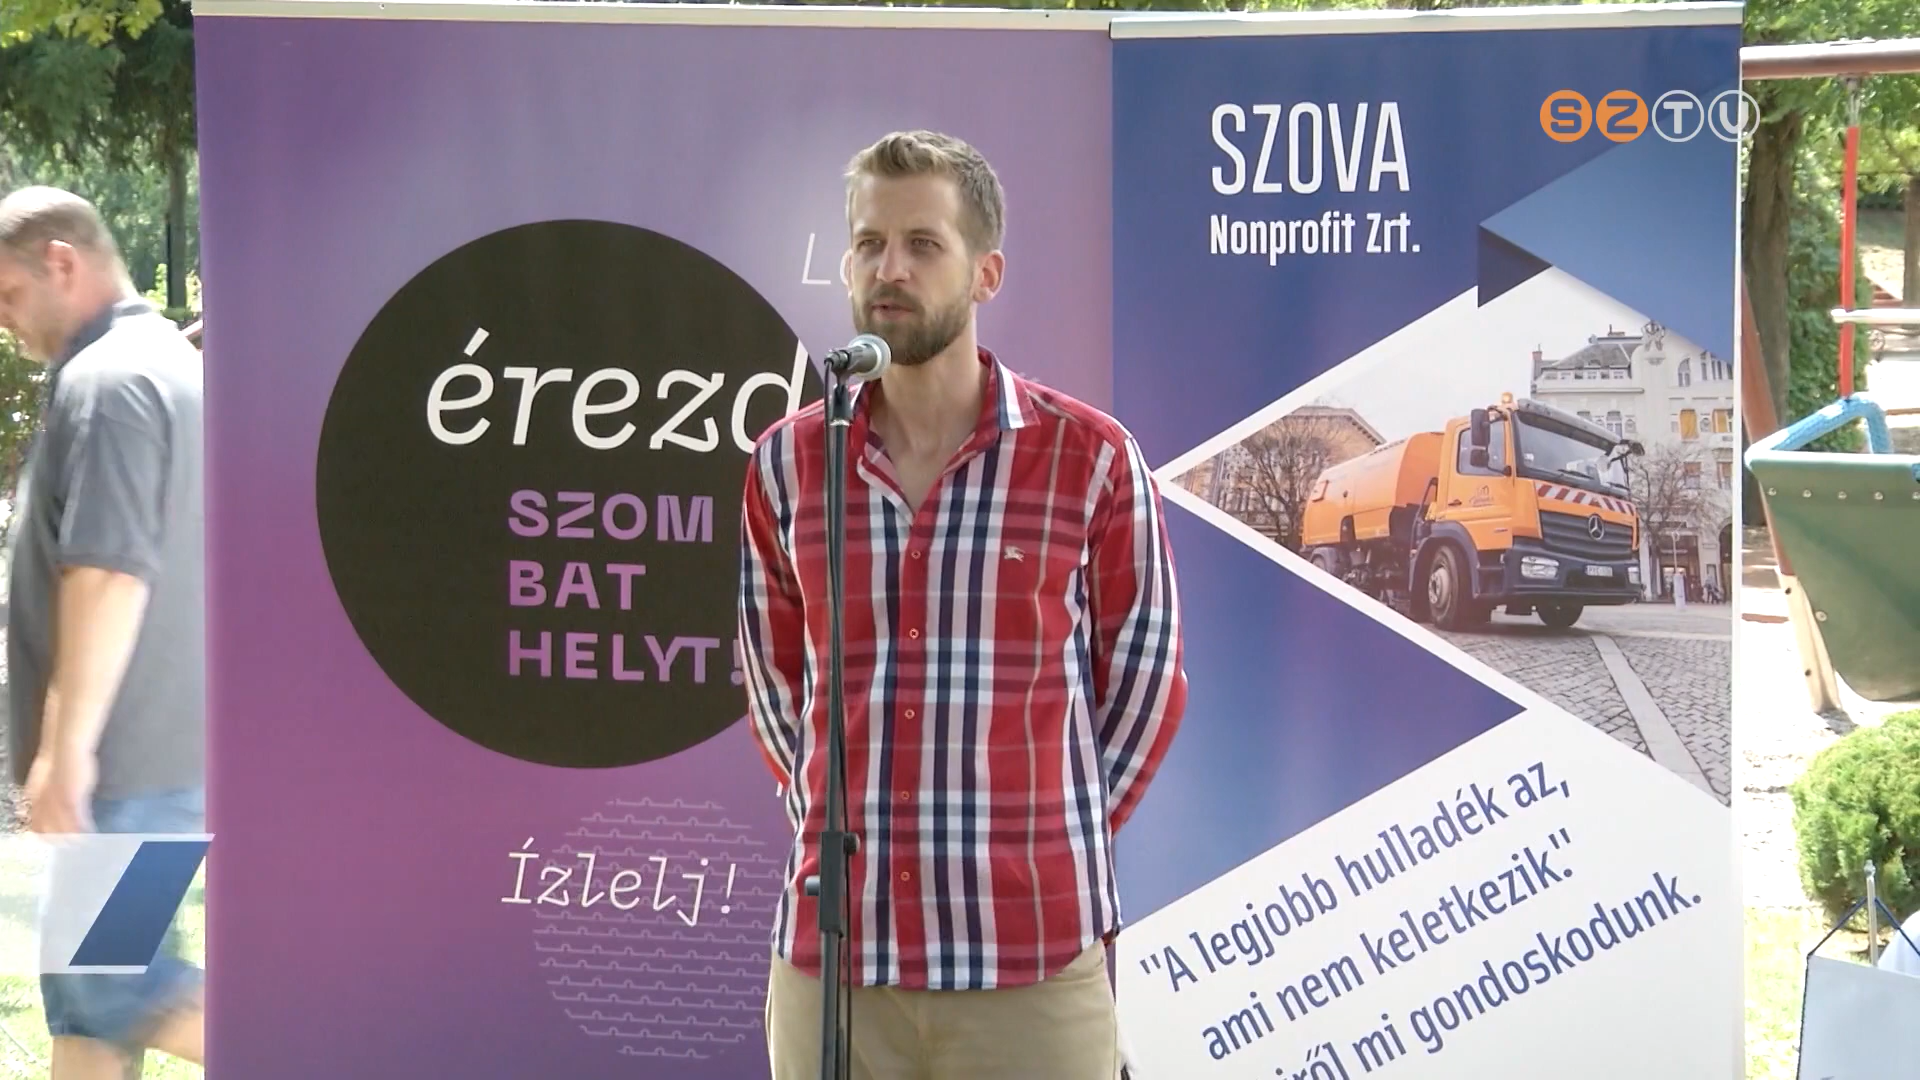 SZTV
SZOVA
Nonprofit Zrt.
érezd
SZOM
BAT
HELYT!
Ízlelj!
"A legjobb hulladék az,
ami nem keletkezik."
mi gondoskodunk.